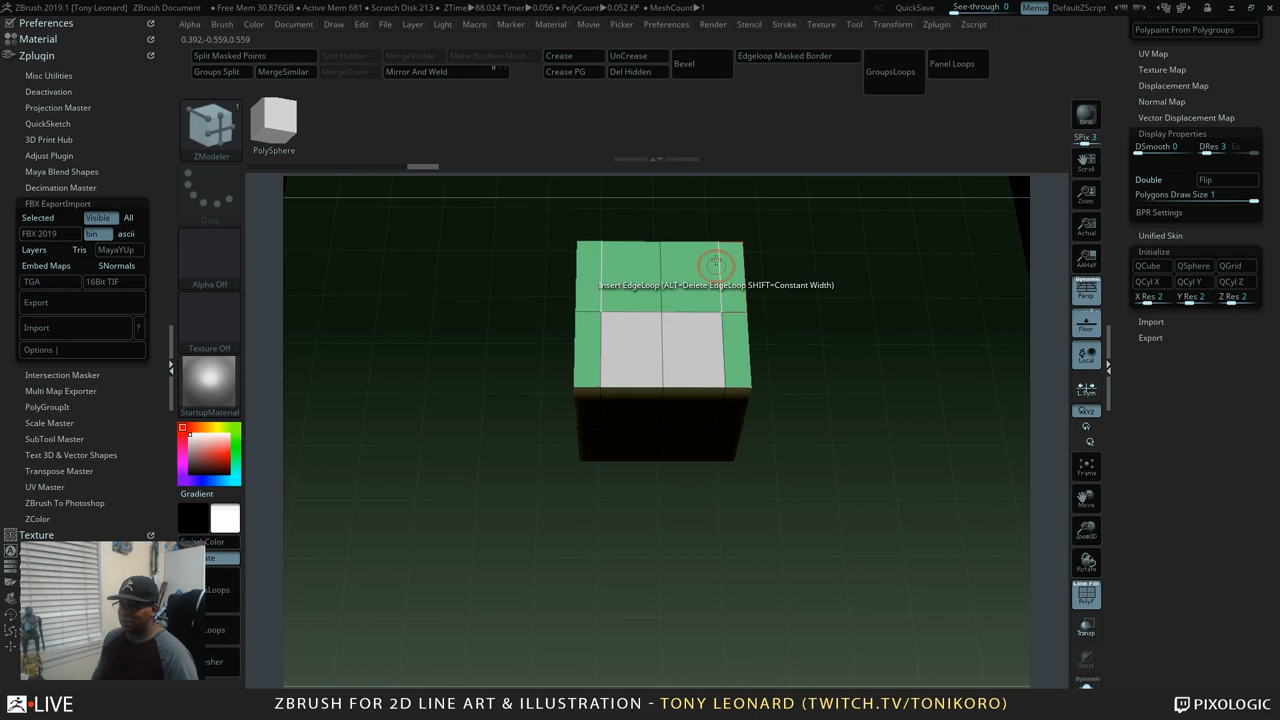 ZBrush 2019.1 [Tony Leonard] ZBrush Document • Free Mem 30.876GB • Active Mem 681 • Scratch Disk 213 • ZTime▶88.024 Timer▶0.056 • PolyCount▶0.052 KP • MeshCount▶1
AC QuickSave See-through 0 Menus DefaultZScript
Preferences
Material
Zplugin
Misc Utilities
Deactivation
Projection Master
QuickSketch
3D Print Hub
Adjust Plugin
Maya Blend Shapes
Decimation Master
FBX ExportImport
Selected Visible All
FBX 2019 bin ascii
Layers Tris MayaYUp
Embed Maps SNormals
TGA 16Bit TIF
Export
Import ?
Options |
Intersection Masker
Multi Map Exporter
PolyGroupIt
Scale Master
SubTool Master
Text 3D & Vector Shapes
Transpose Master
UV Master
ZBrush To Photoshop
ZColor
Texture
Alpha Brush Color Document Draw Edit File Layer Light Macro Marker Material Movie Picker Preferences Render Stencil Stroke Texture Tool Transform Zplugin Zscript
0.392,-0.559,0.559
Split Masked Points Split Hidden MergeVisible Make Boolean Mesh Crease UnCrease Bevel Edgeloop Masked Border GroupsLoops Panel Loops
Groups Split MergeSimilar MergeDown Mirror And Weld Crease PG Del Hidden
1
ZModeler
PolySphere
Dots
Alpha Off
Texture Off
StartupMaterial
Gradient
Insert EdgeLoop (ALT=Delete EdgeLoop SHIFT=Constant Width)
BPR
SPix 3
Scroll
Zoom
Actual
AAHalf
Dynamic
Persp
Floor
Local
L.Sym
XYZ
Frame
Move
Zoom3D
Rotate
Line Fill
PolyF
Transp
Ghost
Dynamic
Polypaint From Polygroups
UV Map
Texture Map
Displacement Map
Normal Map
Vector Displacement Map
Display Properties
DSmooth 0 DRes 3 Es
Double Flip
Polygons Draw Size 1
BPR Settings
Unified Skin
Initialize
QCube QSphere QGrid
QCyl X QCyl Y QCyl Z
X Res 2 Y Res 2 Z Res 2
Import
Export
LIVE
ZBRUSH FOR 2D LINE ART & ILLUSTRATION - TONY LEONARD (TWITCH.TV/TONIKORO)
PIXOLOGIC